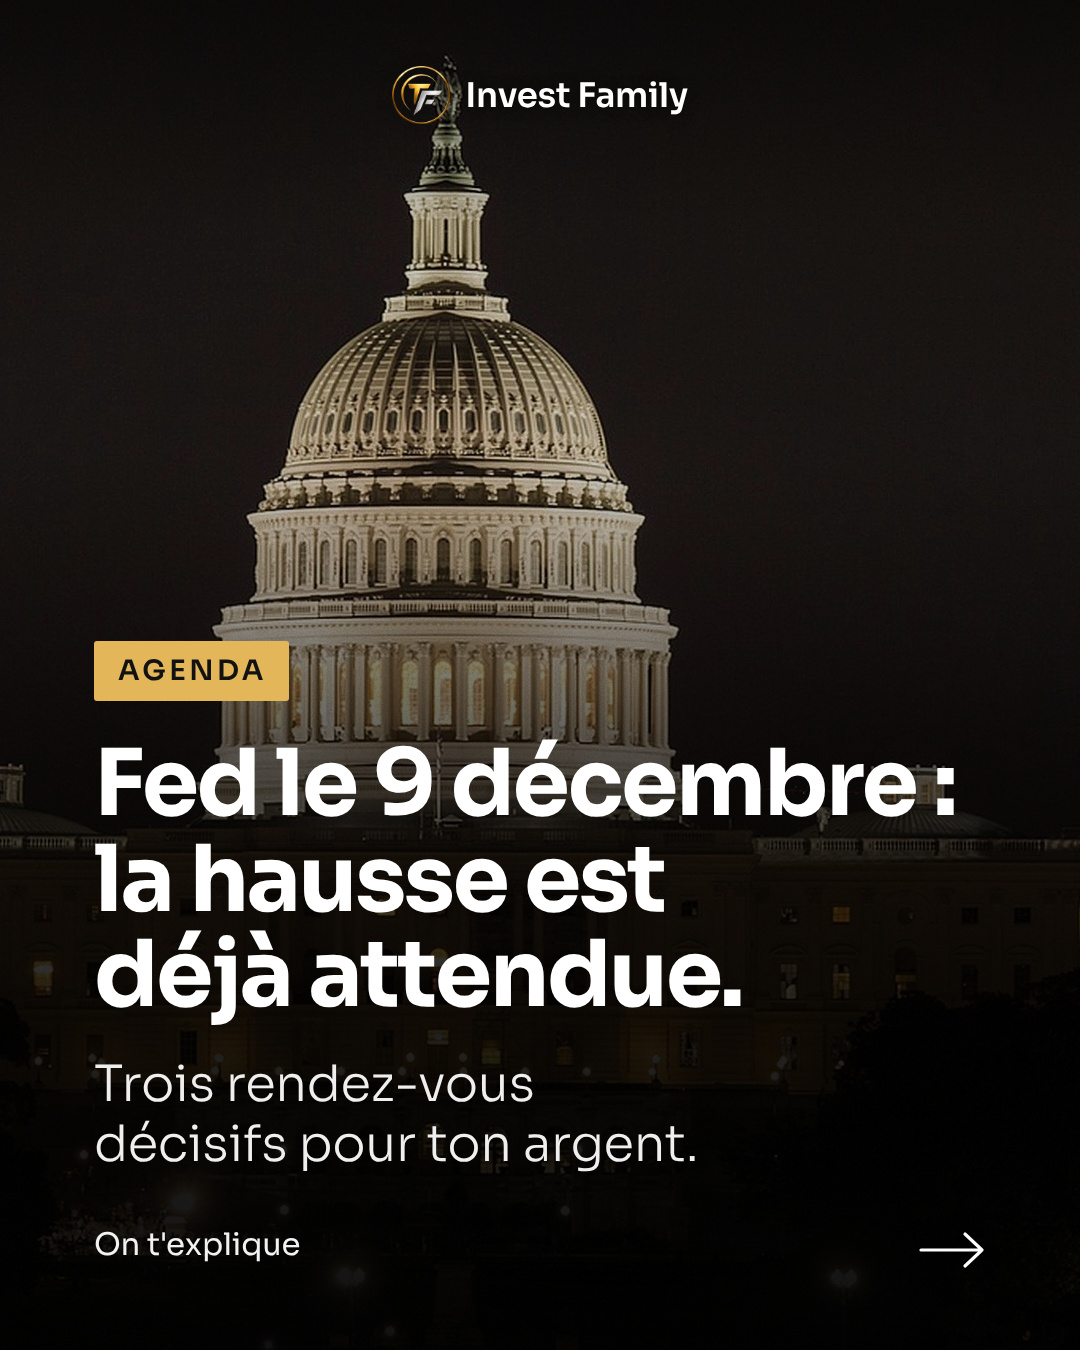 Invest Family
AGENDA
Fed le 9 décembre :
la hausse est
déjà attendue.
Trois rendez-vous
décisifs pour ton argent.
On t'explique